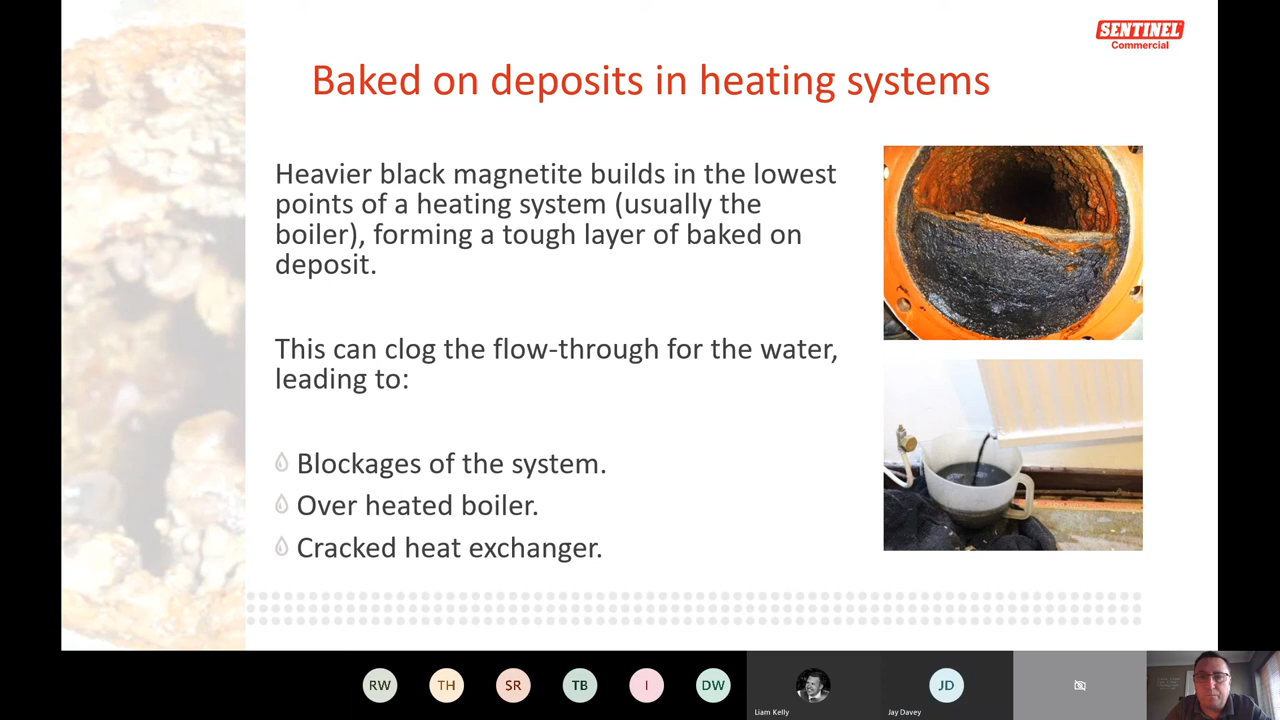 SENTINEL
Commercial
Baked on deposits in heating systems
Heavier black magnetite builds in the lowest
points of a heating system (usually the
boiler), forming a tough layer of baked on
deposit.
This can clog the flow-through for the water,
leading to:
Blockages of the system.
Over heated boiler.
Cracked heat exchanger.
RW TH SR TB I DW JD
Liam Kelly Jay Davey